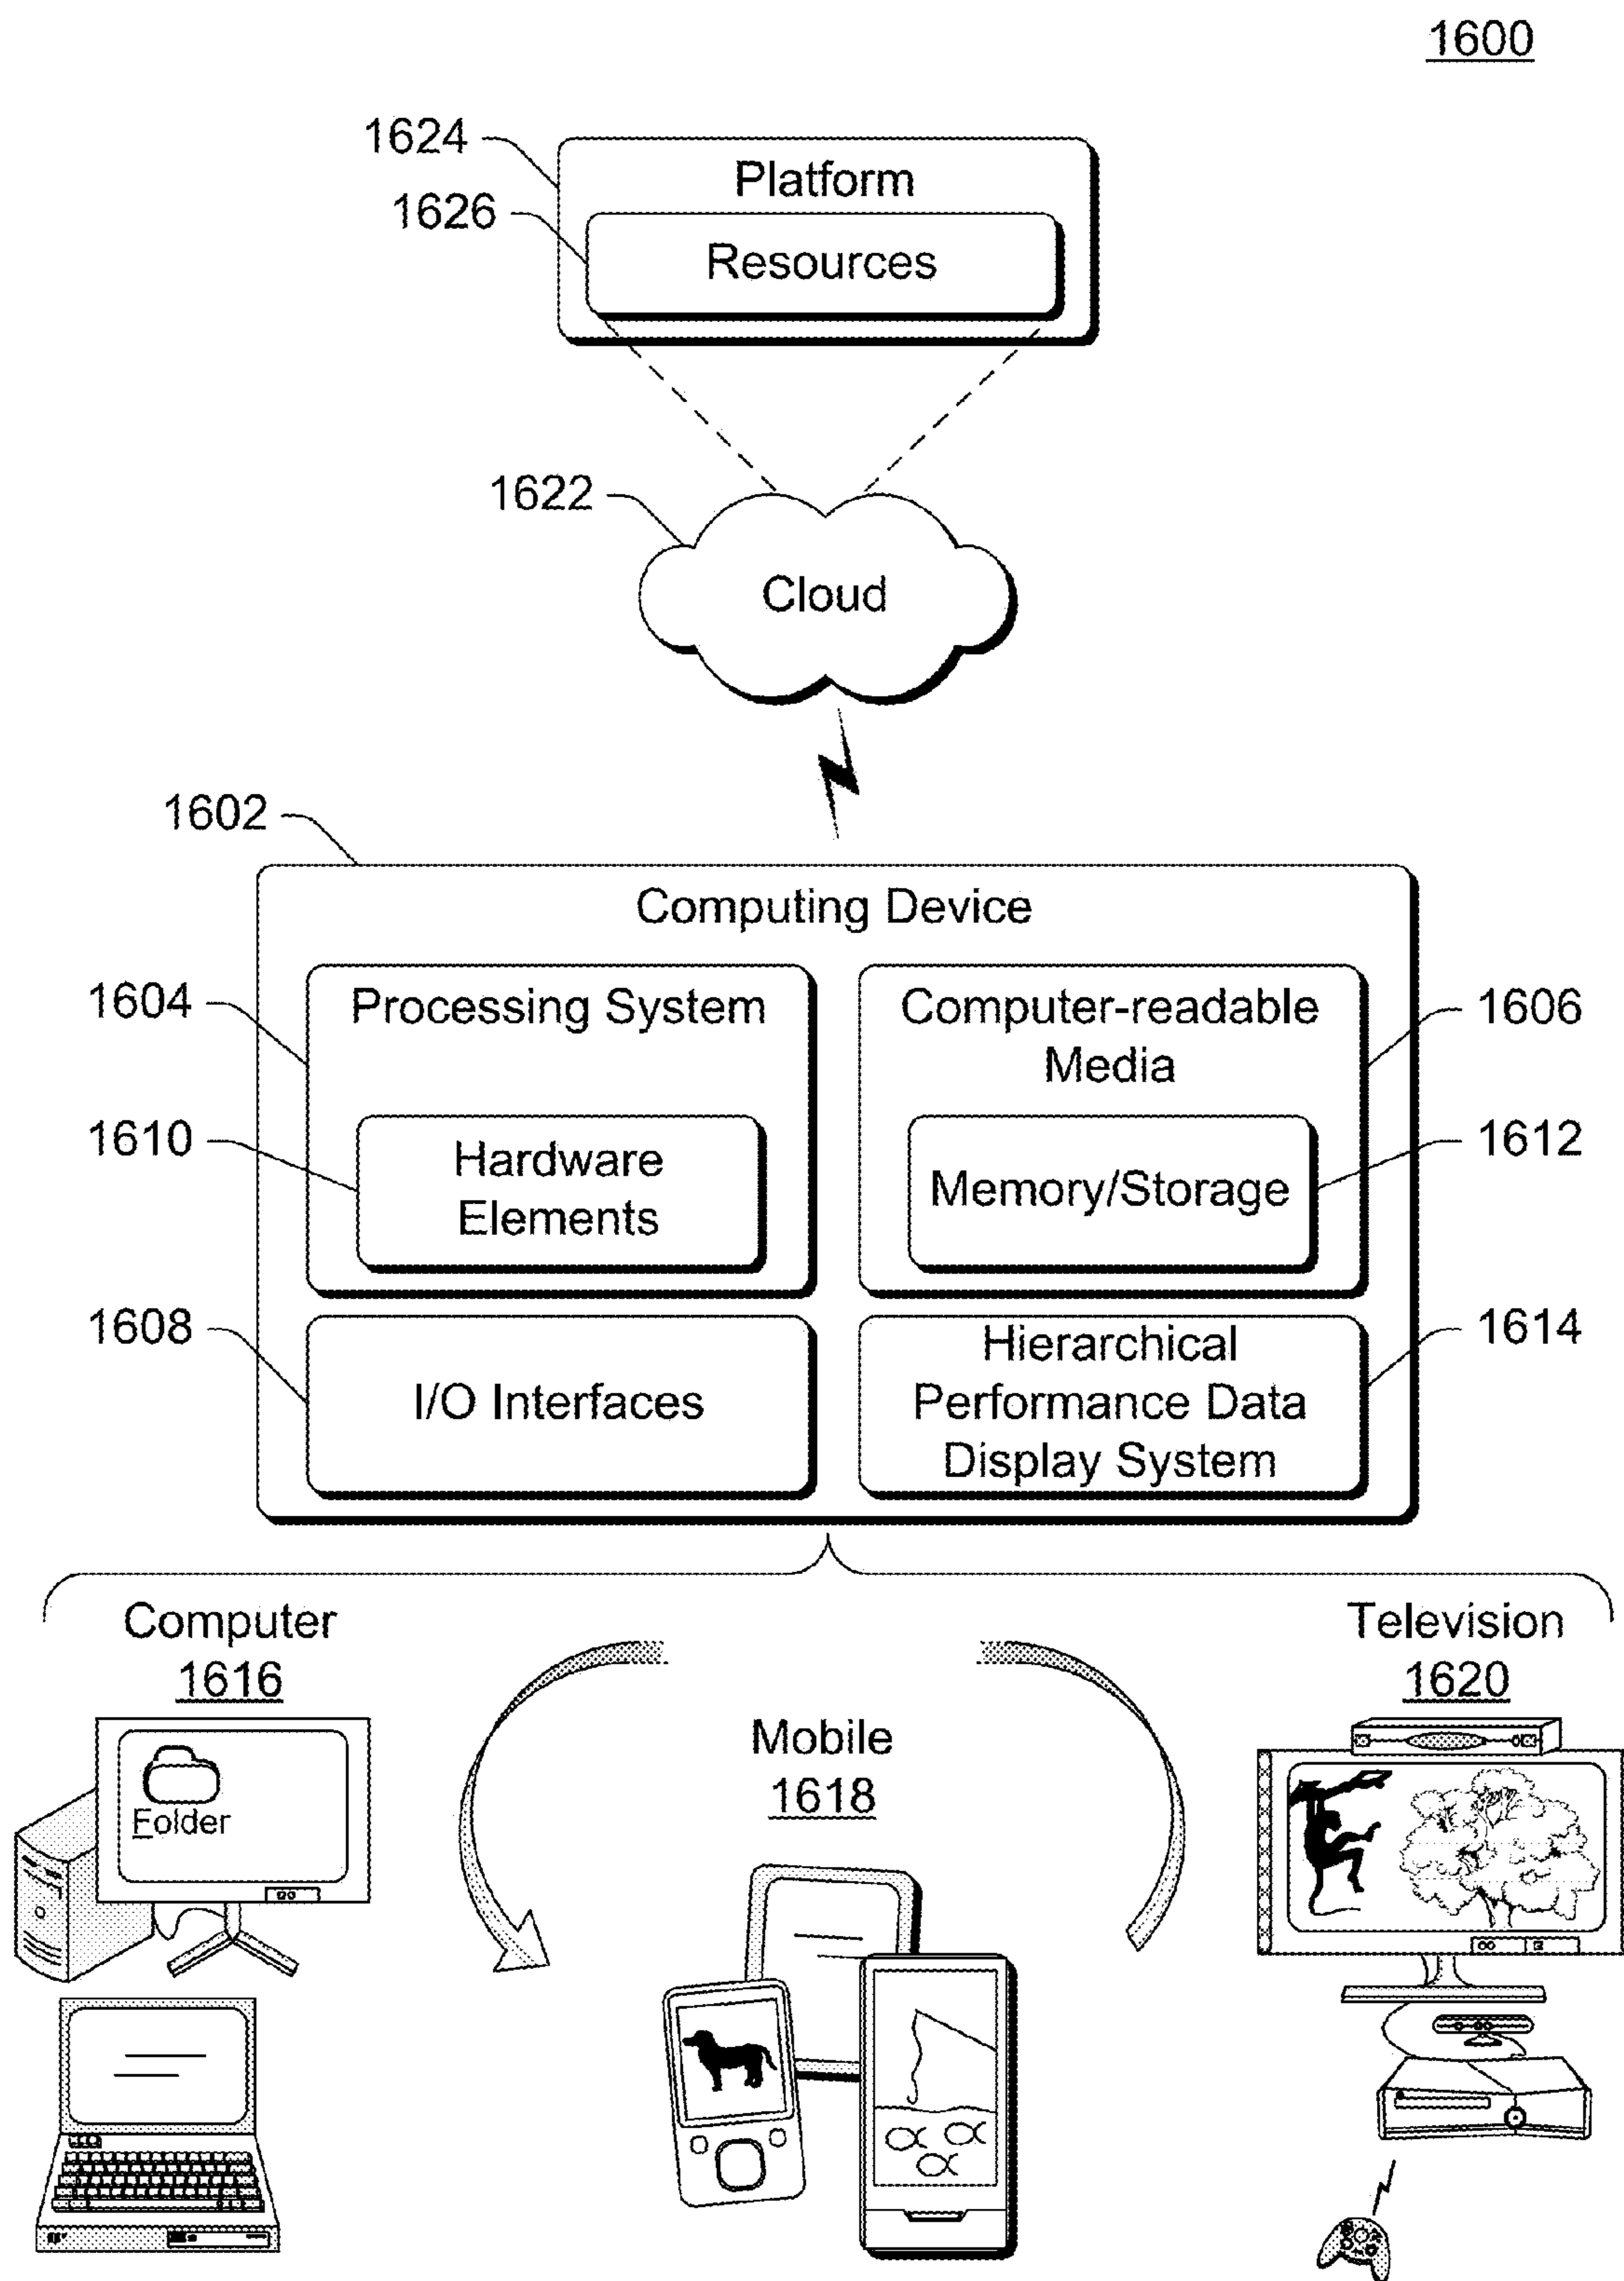 1600
1624
Platform
1626
Resources
1622
Cloud
1602
Computing Device
1604
Processing System
Computer-readable
Media
1606
1610
Hardware
Elements
Memory/Storage
1612
1608
I/O Interfaces
Hierarchical
Performance Data
Display System
1614
Computer
1616
Folder
Mobile
1618
Television
1620